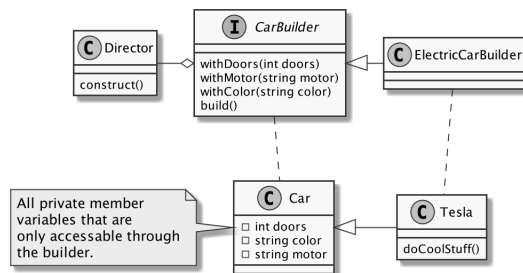 C Director
construct()
I CarBuilder
withDoors(int doors)
withMotor(string motor)
withColor(string color)
build()
C ElectricCarBuilder
All private member
variables that are
only accessable through
the builder.
C Car
int doors
string color
string motor
C Tesla
doCoolStuff()